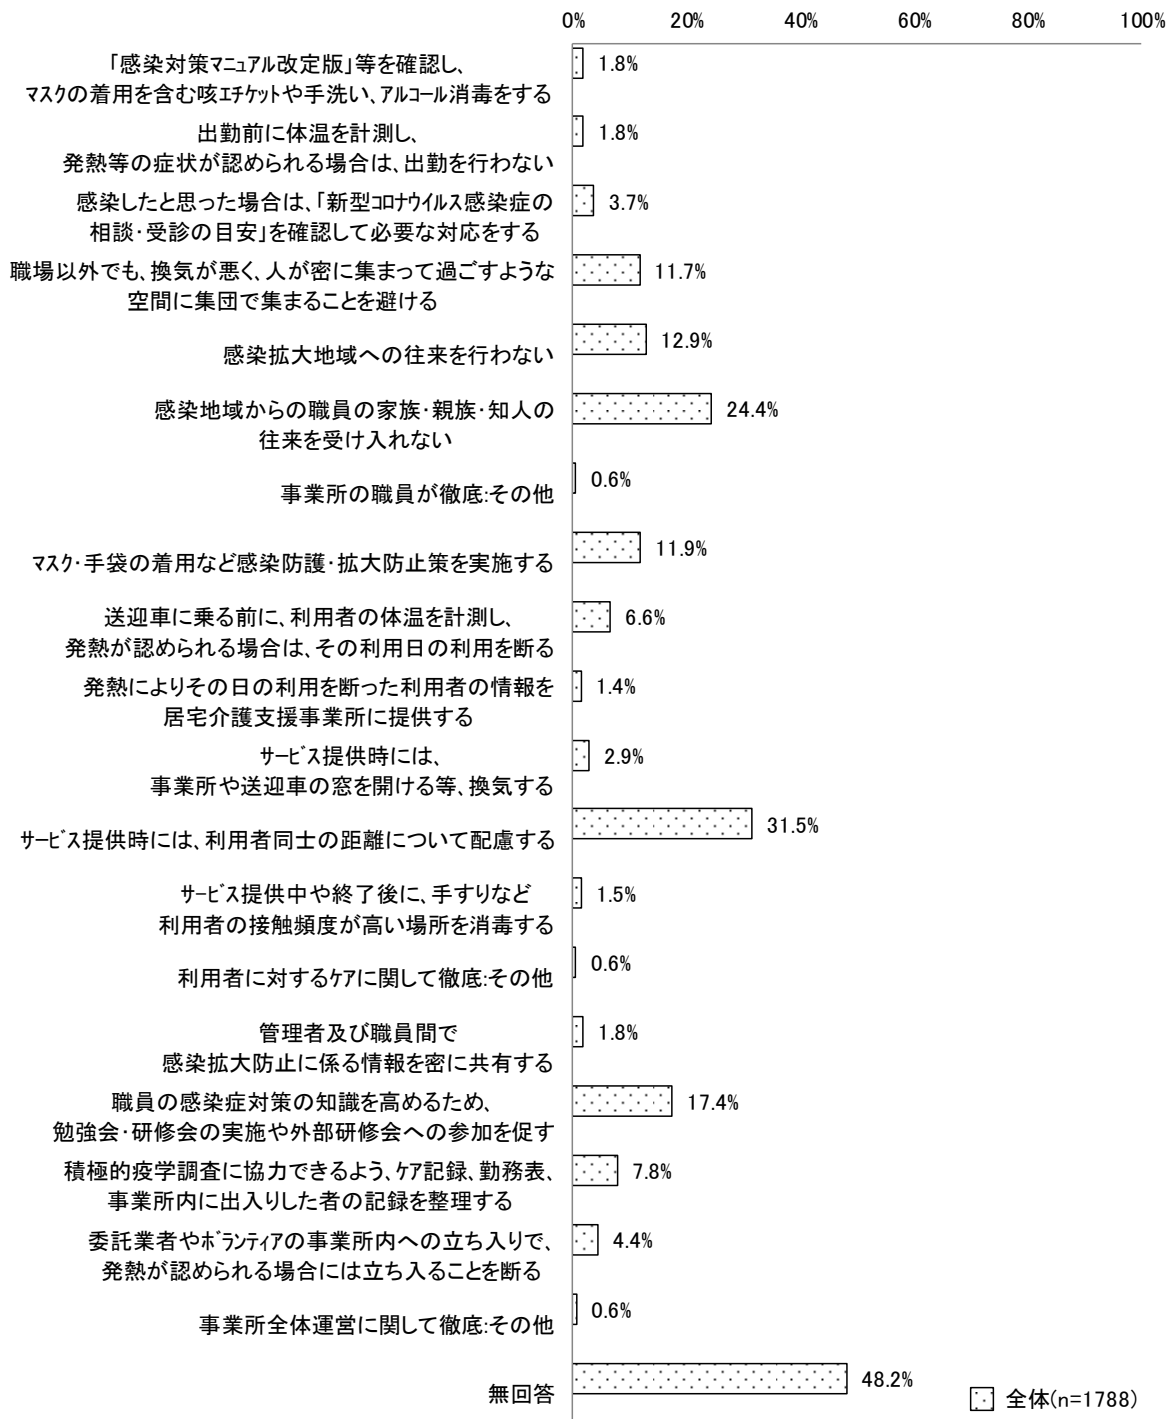 0% 20% 40% 60% 80% 100%
「感染対策マニュアル改定版」等を確認し、
マスクの着用を含む咳エチケットや手洗い、アルコール消毒をする
1.8%
出勤前に体温を計測し、
発熱等の症状が認められる場合は、出勤を行わない
1.8%
感染したと思った場合は、「新型コロナウイルス感染症の
相談・受診の目安」を確認して必要な対応をする
3.7%
職場以外でも、換気が悪く、人が密に集まって過ごすような
空間に集団で集まることを避ける
11.7%
感染拡大地域への往来を行わない
12.9%
感染地域からの職員の家族・親族・知人の
往来を受け入れない
24.4%
事業所の職員が徹底:その他
0.6%
マスク・手袋の着用など感染防護・拡大防止策を実施する
11.9%
送迎車に乗る前に、利用者の体温を計測し、
発熱が認められる場合は、その利用日の利用を断る
6.6%
発熱によりその日の利用を断った利用者の情報を
居宅介護支援事業所に提供する
1.4%
サービス提供時には、
事業所や送迎車の窓を開ける等、換気する
2.9%
サービス提供時には、利用者同士の距離について配慮する
31.5%
サービス提供中や終了後に、手すりなど
利用者の接触頻度が高い場所を消毒する
1.5%
利用者に対するケアに関して徹底:その他
0.6%
管理者及び職員間で
感染拡大防止に係る情報を密に共有する
1.8%
職員の感染症対策の知識を高めるため、
勉強会・研修会の実施や外部研修会への参加を促す
17.4%
積極的疫学調査に協力できるよう、ケア記録、勤務表、
事業所内に出入りした者の記録を整理する
7.8%
委託業者やボランティアの事業所内への立ち入りで、
発熱が認められる場合には立ち入ることを断る
4.4%
事業所全体運営に関して徹底:その他
0.6%
無回答
48.2%
全体(n=1788)